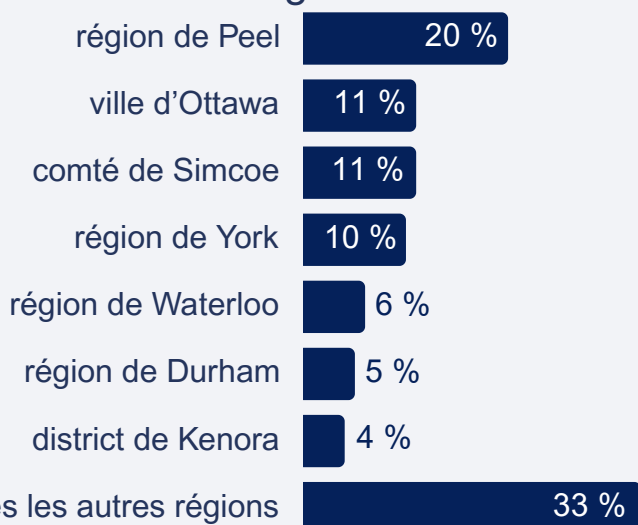 région de Peel 20 %
ville d’Ottawa 11 %
comté de Simcoe 11 %
région de York 10 %
région de Waterloo 6 %
région de Durham 5 %
district de Kenora 4 %
les autres régions 33 %